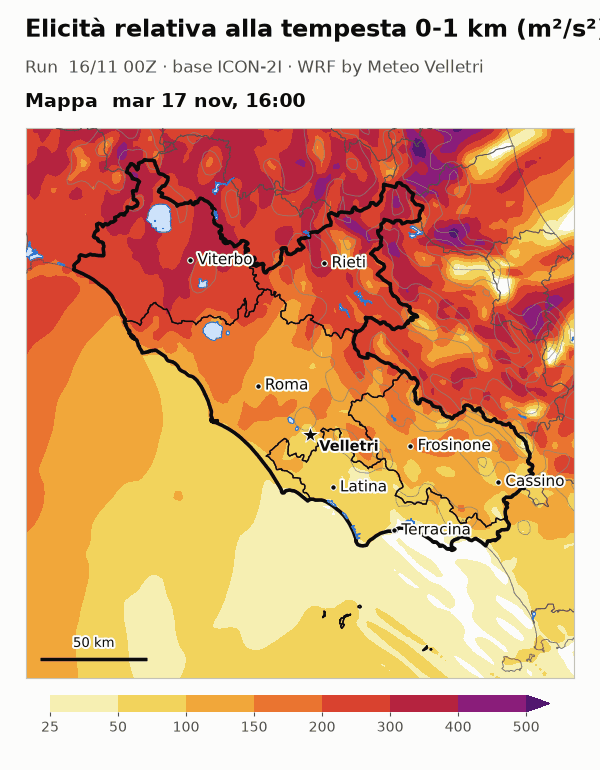 Elicità relativa alla tempesta 0-1 km (m²/s²)
Run 16/11 00Z · base ICON-2I · WRF by Meteo Velletri
Mappa mar 17 nov, 16:00
Viterbo
Rieti
Roma
Velletri
Frosinone
Latina
Cassino
Terracina
50 km
25 50 100 150 200 300 400 500